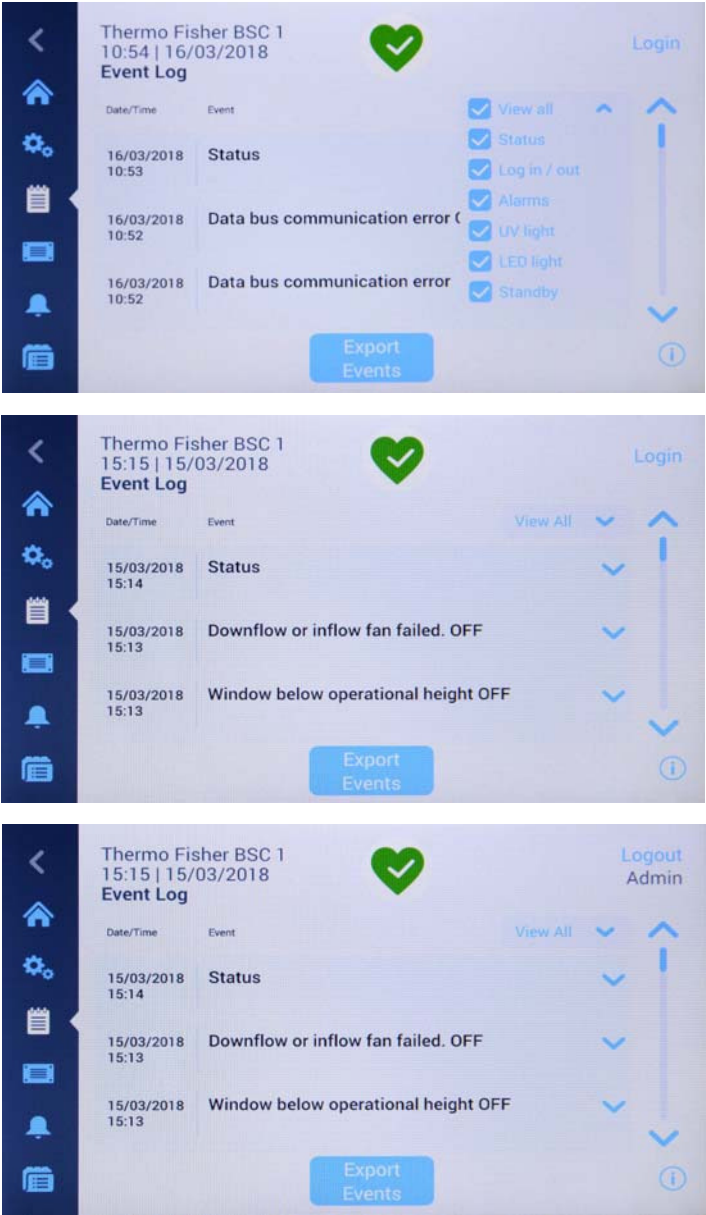 Thermo Fisher BSC 1
10:54 | 16/03/2018
Event Log
Login
Date/Time Event View all
Status
Log in / out
Alarms
UV light
LED light
Standby
16/03/2018
10:53
Status
16/03/2018
10:52
Data bus communication error
16/03/2018
10:52
Data bus communication error
Export
Events
Thermo Fisher BSC 1
15:15 | 15/03/2018
Event Log
Login
Date/Time Event View All
15/03/2018
15:14
Status
15/03/2018
15:13
Downflow or inflow fan failed. OFF
15/03/2018
15:13
Window below operational height OFF
Export
Events
Thermo Fisher BSC 1
15:15 | 15/03/2018
Event Log
Logout
Admin
Date/Time Event View All
15/03/2018
15:14
Status
15/03/2018
15:13
Downflow or inflow fan failed. OFF
15/03/2018
15:13
Window below operational height OFF
Export
Events